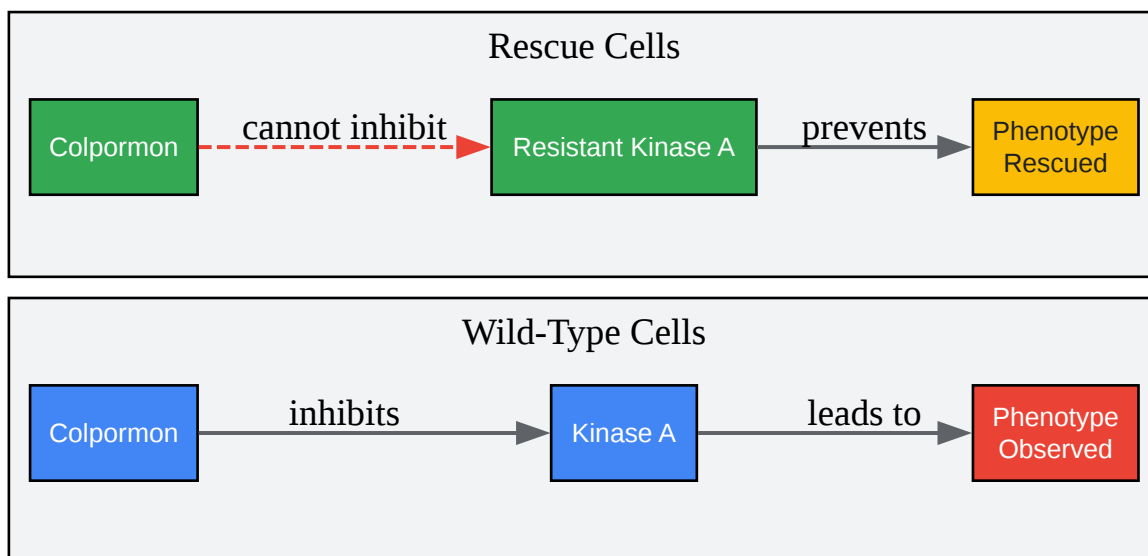 Rescue Cells
Colpormon
cannot inhibit
Resistant Kinase A
prevents
Phenotype
Rescued
Wild-Type Cells
Colpormon
inhibits
Kinase A
leads to
Phenotype
Observed